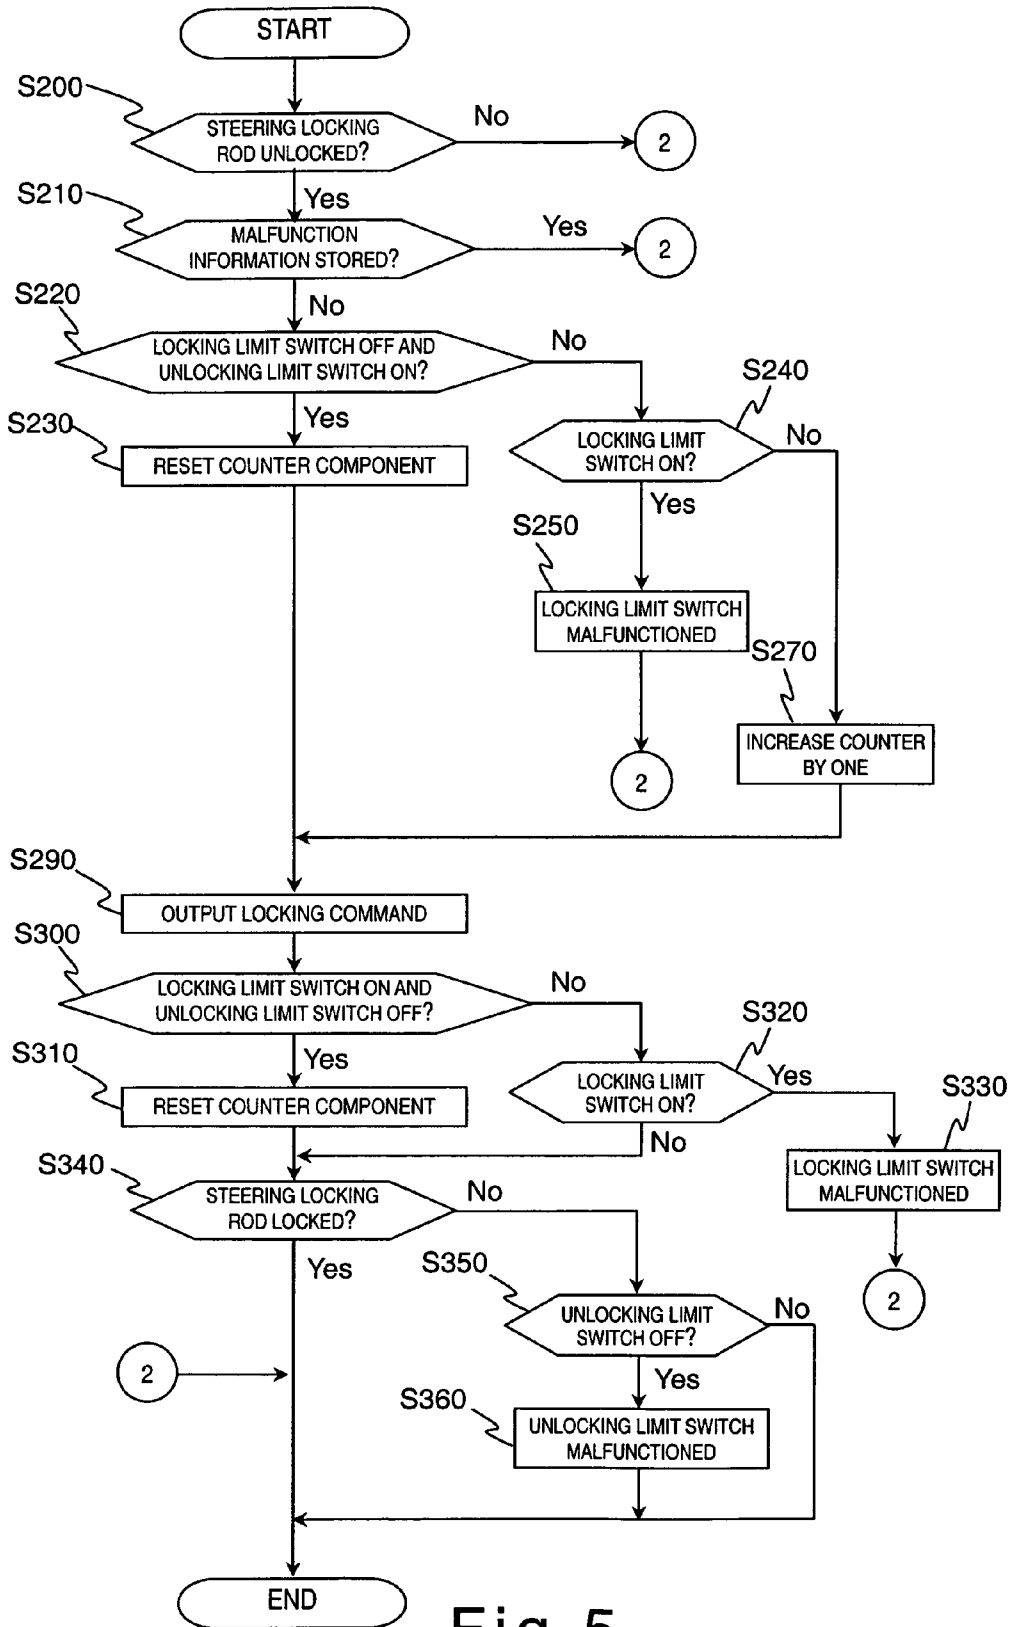 START
S200
STEERING LOCKING
ROD UNLOCKED?
No
2
Yes
S210
MALFUNCTION
INFORMATION STORED?
Yes
2
No
S220
LOCKING LIMIT SWITCH OFF AND
UNLOCKING LIMIT SWITCH ON?
No
Yes
S240
LOCKING LIMIT
SWITCH ON?
No
Yes
S230
RESET COUNTER COMPONENT
S250
LOCKING LIMIT SWITCH
MALFUNCTIONED
2
S270
INCREASE COUNTER
BY ONE
S290
OUTPUT LOCKING COMMAND
S300
LOCKING LIMIT SWITCH ON AND
UNLOCKING LIMIT SWITCH OFF?
No
Yes
S310
RESET COUNTER COMPONENT
S320
LOCKING LIMIT
SWITCH ON?
Yes
No
S330
LOCKING LIMIT SWITCH
MALFUNCTIONED
2
S340
STEERING LOCKING
ROD LOCKED?
No
Yes
S350
UNLOCKING LIMIT
SWITCH OFF?
No
Yes
2
S360
UNLOCKING LIMIT SWITCH
MALFUNCTIONED
END
Fig. 5